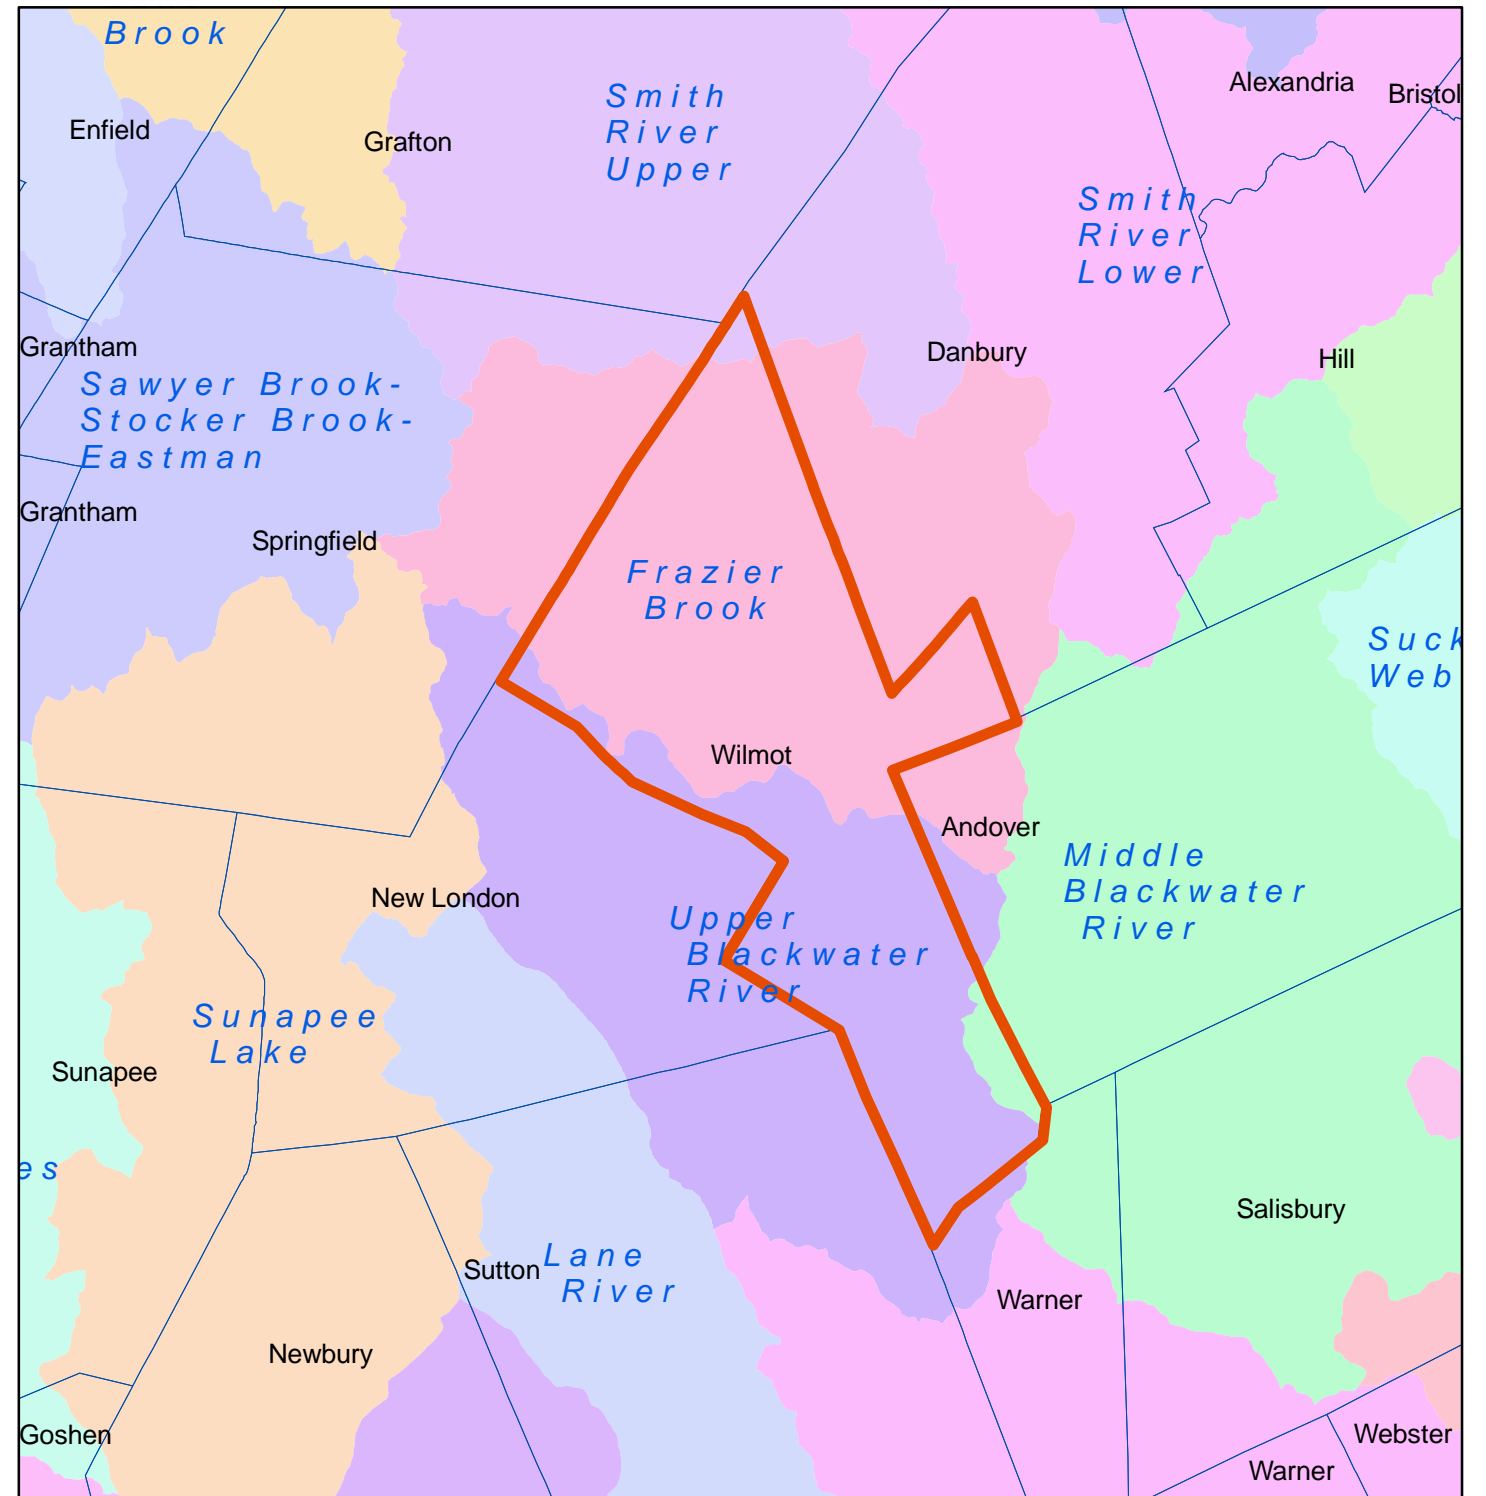 Brook
Smith
River
Upper
Alexandria
Bristol
Enfield
Grafton
Smith
River
Lower
Grantham
Danbury
Hill
Sawyer Brook-
Stocker Brook-
Eastman
Grantham
Springfield
Frazier
Brook
Suck
Web
Wilmot
Andover
Middle
Blackwater
River
New London
Upper
Blackwater
River
Sunapee
Lake
Sunapee
es
Salisbury
Sutton
Lane
River
Warner
Newbury
Goshen
Webster
Warner